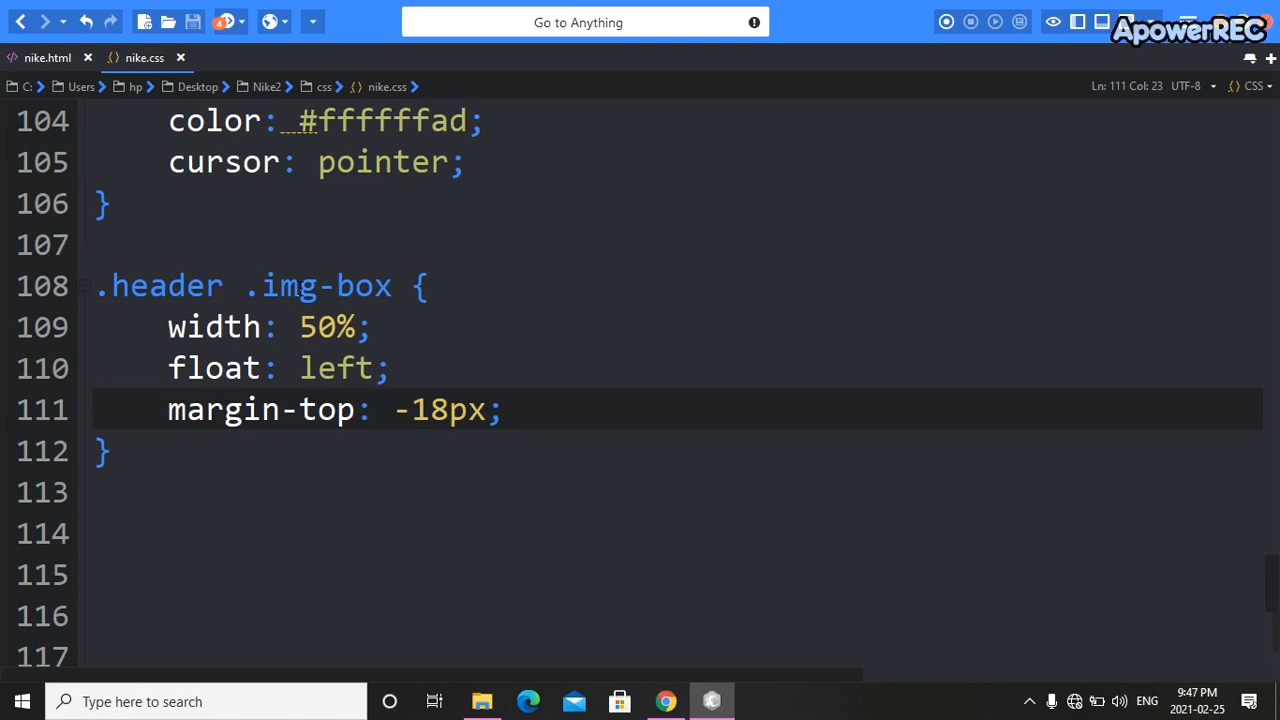 4
Go to Anything
ApowerREC
nike.html
nike.css
C: Users hp Desktop Nike2 css nike.css
Ln: 111 Col: 23 UTF-8 CSS
104 color: #ffffffad;
105 cursor: pointer;
106 }
107
108 .header .img-box {
109 width: 50%;
110 float: left;
111 margin-top: -18px;
112 }
113
114
115
116
117
Type here to search
ENG
9:47 PM
2021-02-25